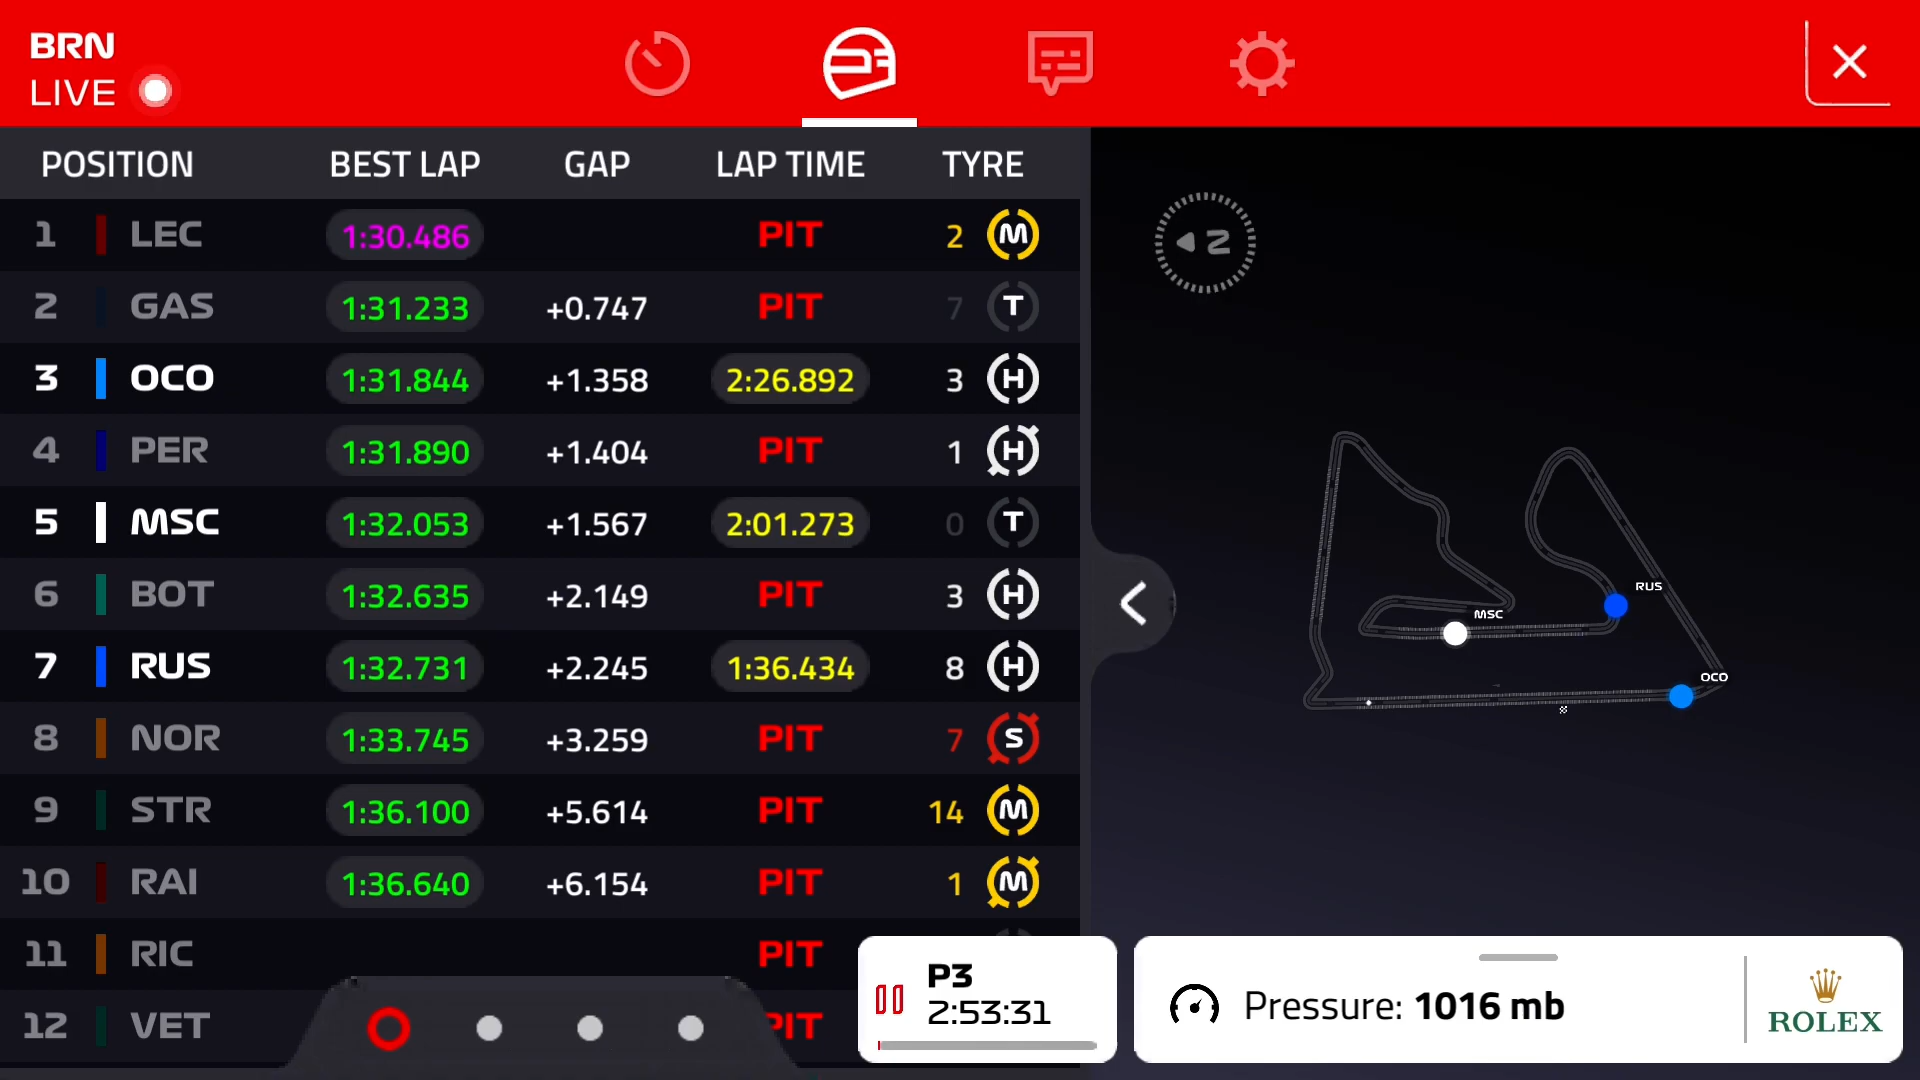 BRN
LIVE
POSITION BEST LAP GAP LAP TIME TYRE
1 LEC 1:30.486 PIT 2 M
2 GAS 1:31.233 +0.747 PIT 7 T
3 OCO 1:31.844 +1.358 2:26.892 3 H
4 PER 1:31.890 +1.404 PIT 1 H
5 MSC 1:32.053 +1.567 2:01.273 0 T
6 BOT 1:32.635 +2.149 PIT 3 H
7 RUS 1:32.731 +2.245 1:36.434 8 H
8 NOR 1:33.745 +3.259 PIT 7 S
9 STR 1:36.100 +5.614 PIT 14 M
10 RAI 1:36.640 +6.154 PIT 1 M
11 RIC PIT
12 VET PIT
N
RUS
MSC
OCO
P3
2:53:31
Pressure: 1016 mb
ROLEX